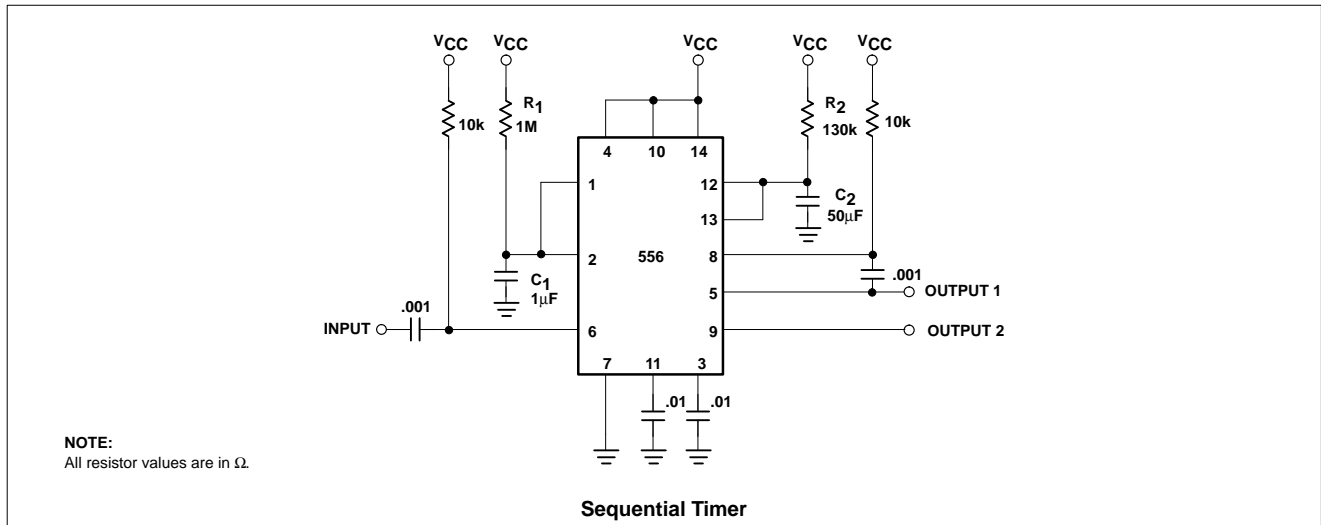 VCC VCC VCC VCC VCC
10k
R1
1M
R2
130k
10k
4 10 14
1
12
C2
50μF
13
2
556
8
C1
1μF
.001
5
OUTPUT 1
.001
INPUT
6
9
OUTPUT 2
7 11 3
.01 .01
NOTE:
All resistor values are in Ω.
Sequential Timer